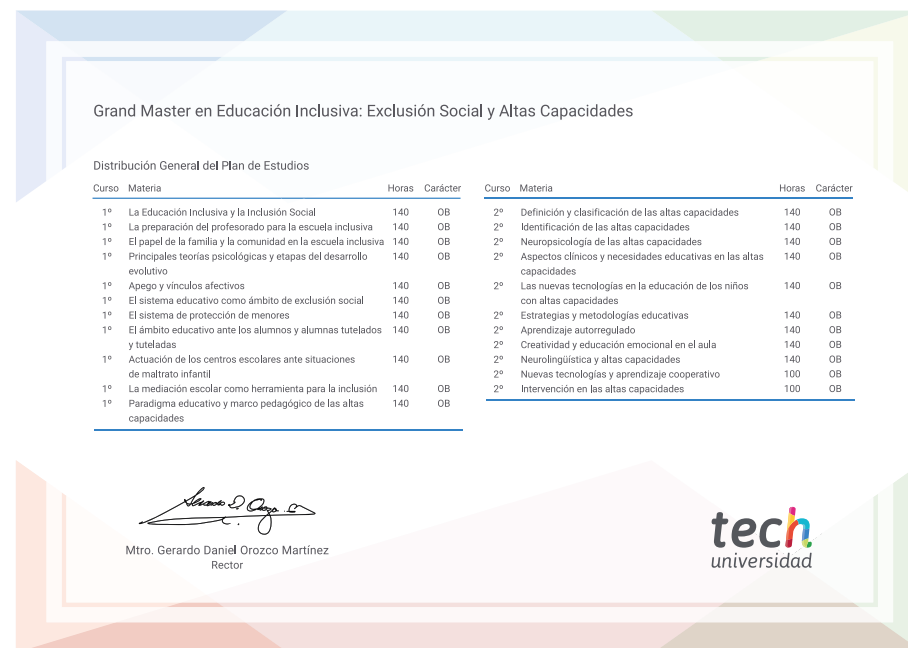 Grand Master en Educación Inclusiva: Exclusión Social y Altas Capacidades
Distribución General del Plan de Estudios
Curso Materia Horas Carácter
1º La Educación Inclusiva y la Inclusión Social 140 OB
1º La preparación del profesorado para la escuela inclusiva 140 OB
1º El papel de la familia y la comunidad en la escuela inclusiva 140 OB
1º Principales teorías psicológicas y etapas del desarrollo 140 OB
evolutivo
1º Apego y vínculos afectivos 140 OB
1º El sistema educativo como ámbito de exclusión social 140 OB
1º El sistema de protección de menores 140 OB
1º El ámbito educativo ante los alumnos y alumnas tutelados 140 OB
y tuteladas
1º Actuación de los centros escolares ante situaciones 140 OB
de maltrato infantil
1º La mediación escolar como herramienta para la inclusión 140 OB
1º Paradigma educativo y marco pedagógico de las altas 140 OB
capacidades
Curso Materia Horas Carácter
2º Definición y clasificación de las altas capacidades 140 OB
2º Identificación de las altas capacidades 140 OB
2º Neuropsicología de las altas capacidades 140 OB
2º Aspectos clínicos y necesidades educativas en las altas 140 OB
capacidades
2º Las nuevas tecnologías en la educación de los niños 140 OB
con altas capacidades
2º Estrategias y metodologías educativas 140 OB
2º Aprendizaje autorregulado 140 OB
2º Creatividad y educación emocional en el aula 140 OB
2º Neurolingüística y altas capacidades 140 OB
2º Nuevas tecnologías y aprendizaje cooperativo 100 OB
2º Intervención en las altas capacidades 100 OB
Mtro. Gerardo Daniel Orozco Martínez
Rector
tech
universidad